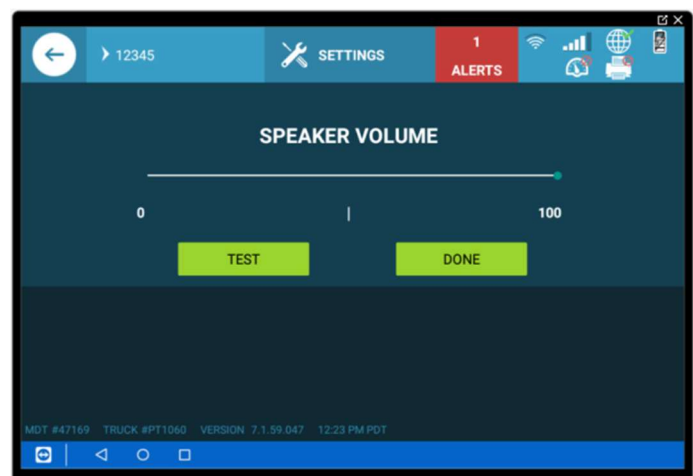 12345
SETTINGS
1
ALERTS
SPEAKER VOLUME
0 | 100
TEST DONE
MDT #47169 TRUCK #PT1060 VERSION 7.1.59.047 12:23 PM PDT